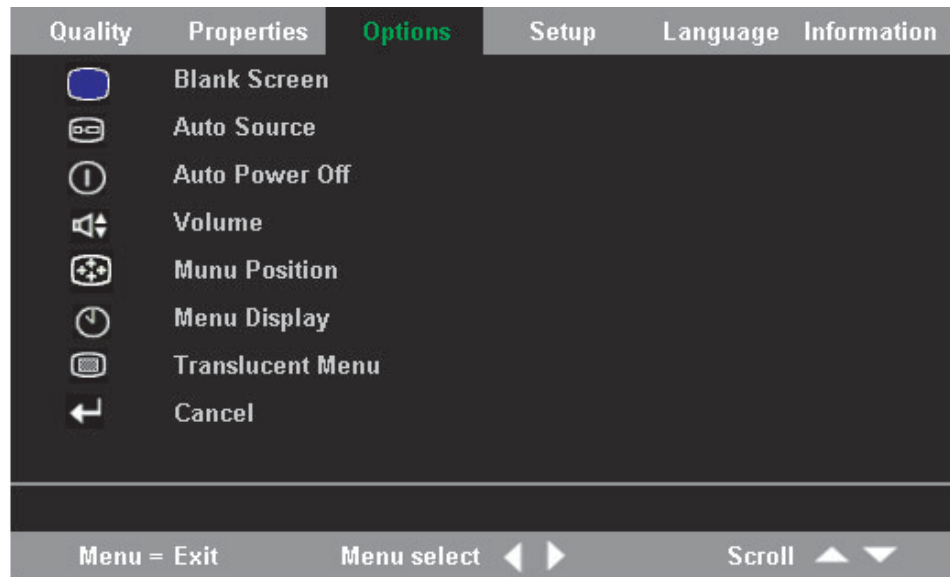 Quality Properties Options Setup Language Information
Blank Screen
Auto Source
Auto Power Off
Volume
Munu Position
Menu Display
Translucent Menu
Cancel
Menu = Exit Menu select Scroll